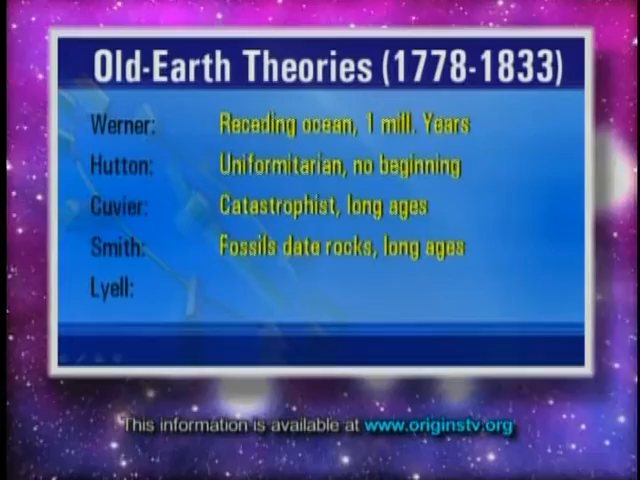 Old-Earth Theories (1778-1833)
Werner: Receding ocean, 1 mill. Years
Hutton: Uniformitarian, no beginning
Cuvier: Catastrophist, long ages
Smith: Fossils date rocks, long ages
Lyell:
This information is available at www.originstv.org